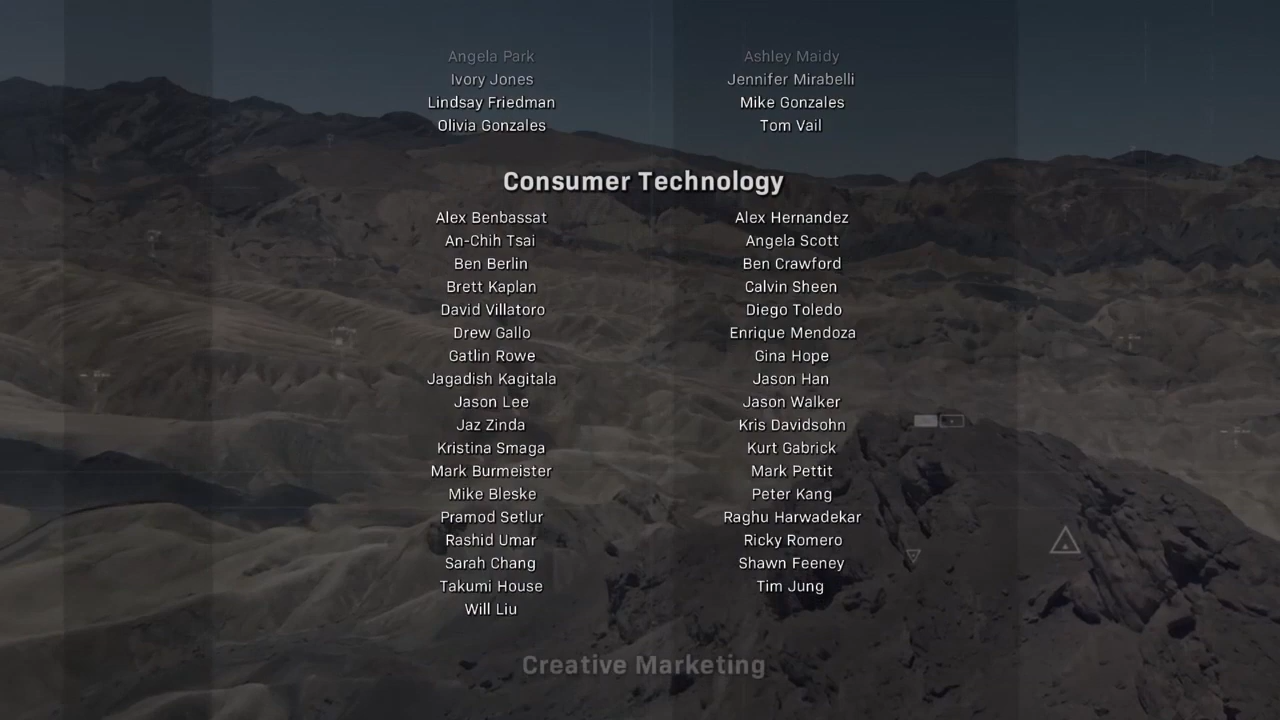 Angela Park Ashley Maidy
Ivory Jones Jennifer Mirabelli
Lindsay Friedman Mike Gonzales
Olivia Gonzales Tom Vail
Consumer Technology
Alex Benbassat Alex Hernandez
An-Chih Tsai Angela Scott
Ben Berlin Ben Crawford
Brett Kaplan Calvin Sheen
David Villatoro Diego Toledo
Drew Gallo Enrique Mendoza
Gatlin Rowe Gina Hope
Jagadish Kagitala Jason Han
Jason Lee Jason Walker
Jaz Zinda Kris Davidsohn
Kristina Smaga Kurt Gabrick
Mark Burmeister Mark Pettit
Mike Bleske Peter Kang
Pramod Setlur Raghu Harwadekar
Rashid Umar Ricky Romero
Sarah Chang Shawn Feeney
Takumi House Tim Jung
Will Liu
Creative Marketing